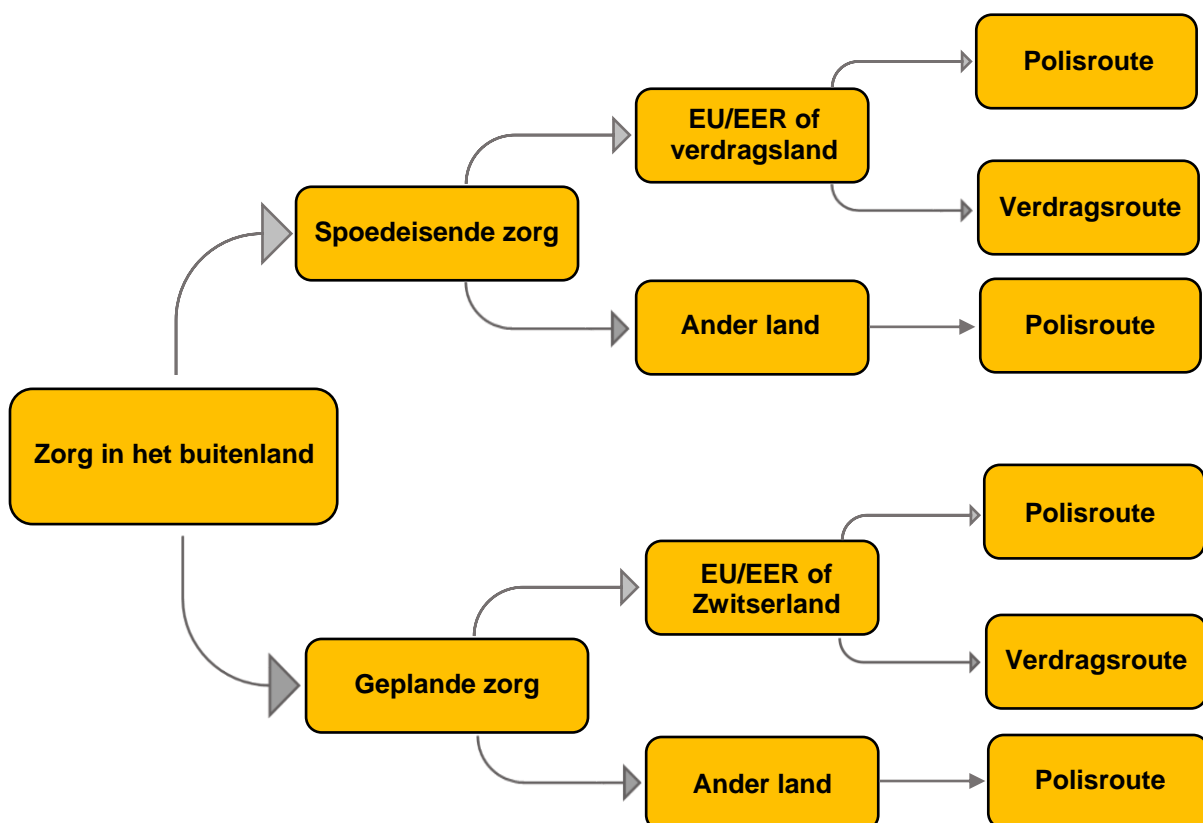 Polisroute
EU/EER of
verdragsland
Verdragsroute
Spoedeisende zorg
Ander land
Polisroute
Zorg in het buitenland
Polisroute
EU/EER of
Zwitserland
Verdragsroute
Geplande zorg
Ander land
Polisroute